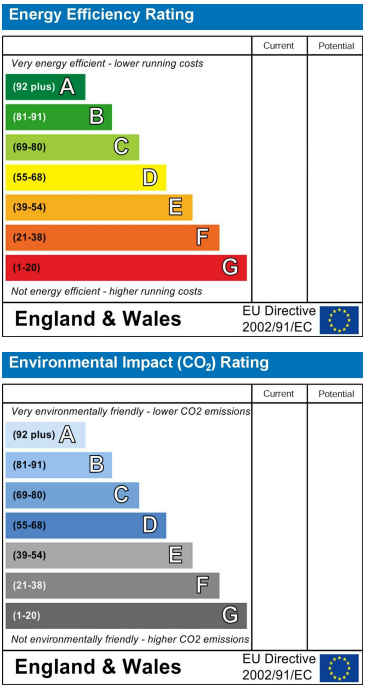 Energy Efficiency Rating
Current Potential
Very energy efficient - lower running costs
(92 plus) A
(81-91) B
(69-80) C
(55-68) D
(39-54) E
(21-38) F
(1-20) G
Not energy efficient - higher running costs
England & Wales
EU Directive
2002/91/EC
Environmental Impact (CO₂) Rating
Current Potential
Very environmentally friendly - lower CO2 emissions
(92 plus) A
(81-91) B
(69-80) C
(55-68) D
(39-54) E
(21-38) F
(1-20) G
Not environmentally friendly - higher CO2 emissions
England & Wales
EU Directive
2002/91/EC